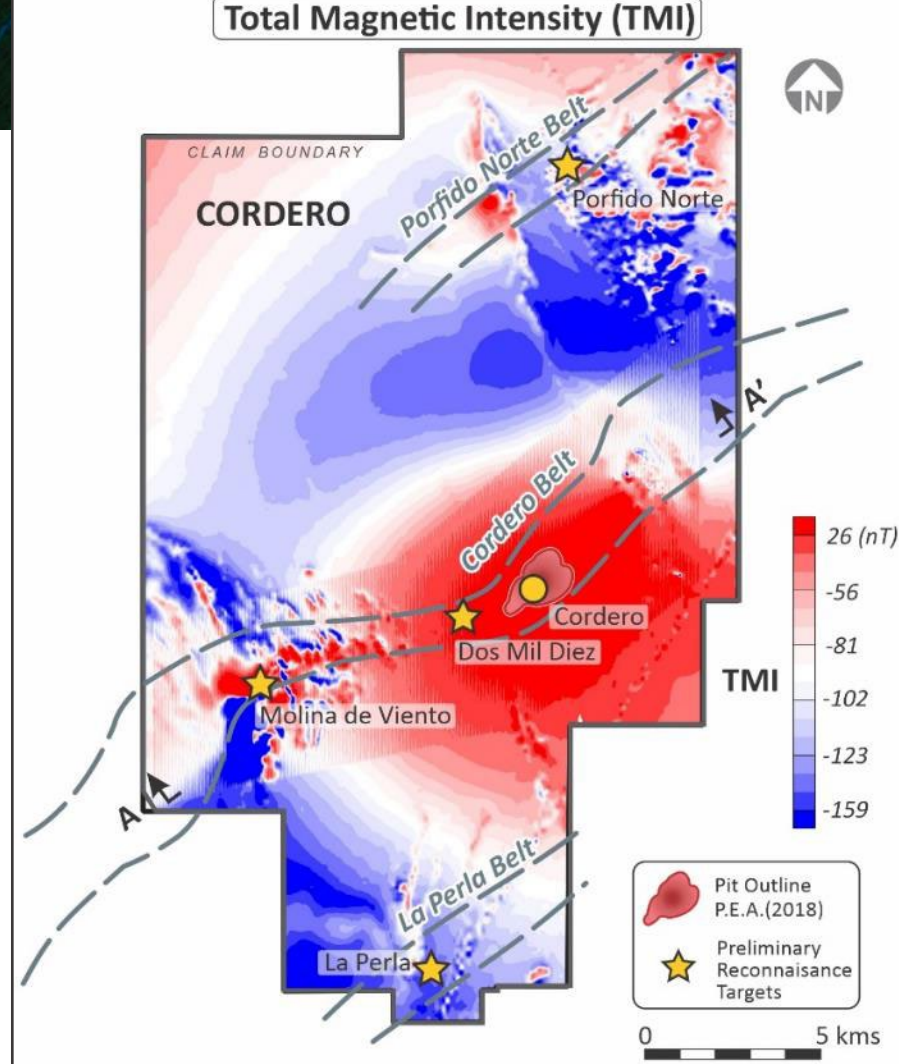 Total Magnetic Intensity (TMI)
N
CLAIM BOUNDARY
CORDERO
Porfido Norte Belt
Porfido Norte
A'
Cordero Belt
Cordero
Dos Mil Diez
Molina de Viento
A
La Perla Belt
La Perla
TMI
26 (nT)
-56
-81
-102
-123
-159
Pit Outline
P.E.A.(2018)
Preliminary
Reconnaisance
Targets
0 5 kms